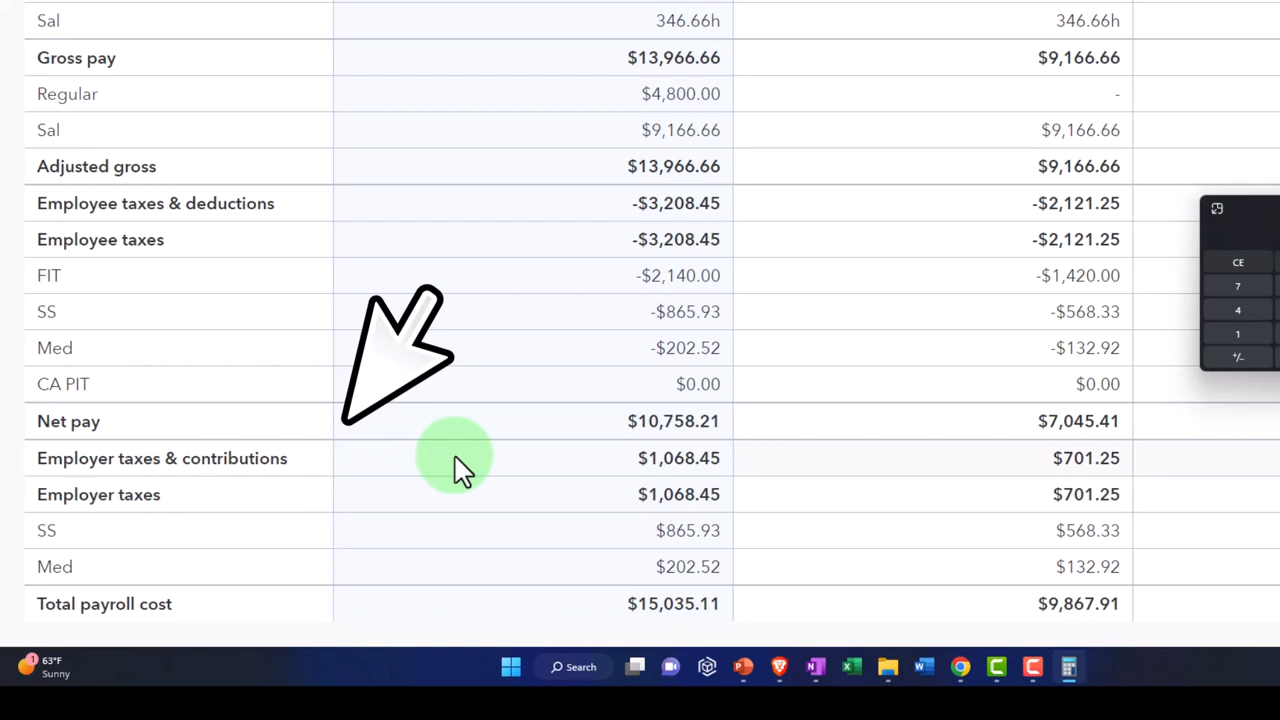 Sal 346.66h 346.66h
Gross pay $13,966.66 $9,166.66
Regular $4,800.00 -
Sal $9,166.66 $9,166.66
Adjusted gross $13,966.66 $9,166.66
Employee taxes & deductions -$3,208.45 -$2,121.25
Employee taxes -$3,208.45 -$2,121.25
FIT -$2,140.00 -$1,420.00
SS -$865.93 -$568.33
Med -$202.52 -$132.92
CA PIT $0.00 $0.00
Net pay $10,758.21 $7,045.41
Employer taxes & contributions $1,068.45 $701.25
Employer taxes $1,068.45 $701.25
SS $865.93 $568.33
Med $202.52 $132.92
Total payroll cost $15,035.11 $9,867.91
CE
7
4
1
+/-
1
63°F
Sunny
Search